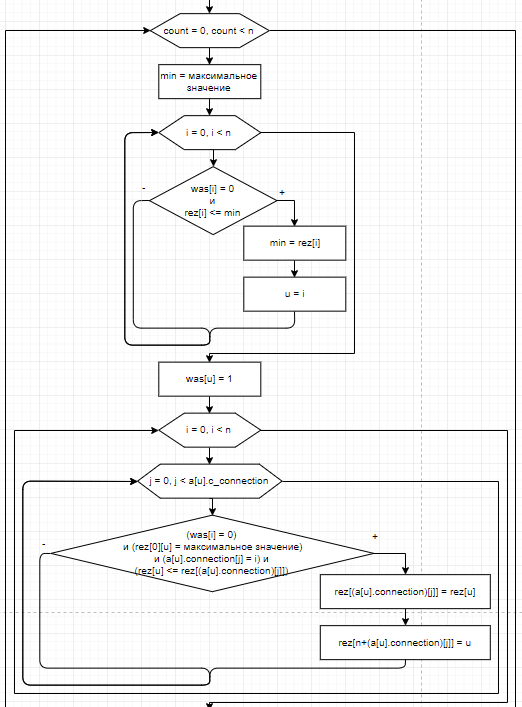 count = 0, count < n
min = максимальное
значение
i = 0, i < n
was[i] = 0
и
rez[i] <= min
-
+
min = rez[i]
u = i
was[u] = 1
i = 0, i < n
j = 0, j < a[u].c_connection
(was[i] = 0)
и (rez[0][u] = максимальное значение)
и (a[u].connection[j] = i) и
(rez[u] <= rez[(a[u].connection)[j]])
-
+
rez[(a[u].connection)[j]] = rez[u]
rez[n+(a[u].connection)[j]] = u